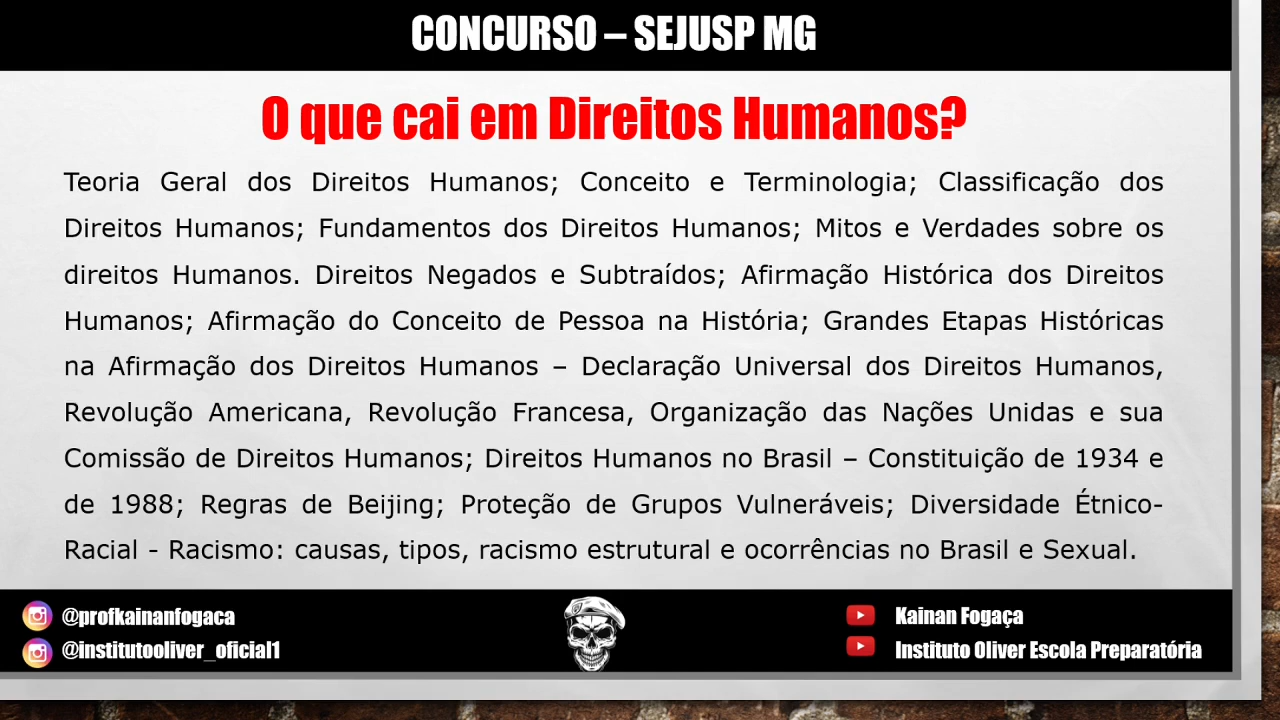 CONCURSO – SEJUSP MG
O que cai em Direitos Humanos?
Teoria Geral dos Direitos Humanos; Conceito e Terminologia; Classificação dos
Direitos Humanos; Fundamentos dos Direitos Humanos; Mitos e Verdades sobre os
direitos Humanos. Direitos Negados e Subtraídos; Afirmação Histórica dos Direitos
Humanos; Afirmação do Conceito de Pessoa na História; Grandes Etapas Históricas
na Afirmação dos Direitos Humanos – Declaração Universal dos Direitos Humanos,
Revolução Americana, Revolução Francesa, Organização das Nações Unidas e sua
Comissão de Direitos Humanos; Direitos Humanos no Brasil – Constituição de 1934 e
de 1988; Regras de Beijing; Proteção de Grupos Vulneráveis; Diversidade Étnico-
Racial - Racismo: causas, tipos, racismo estrutural e ocorrências no Brasil e Sexual.
@profkainanfogaca
@institutooliver_oficial1
Kainan Fogaça
Instituto Oliver Escola Preparatória